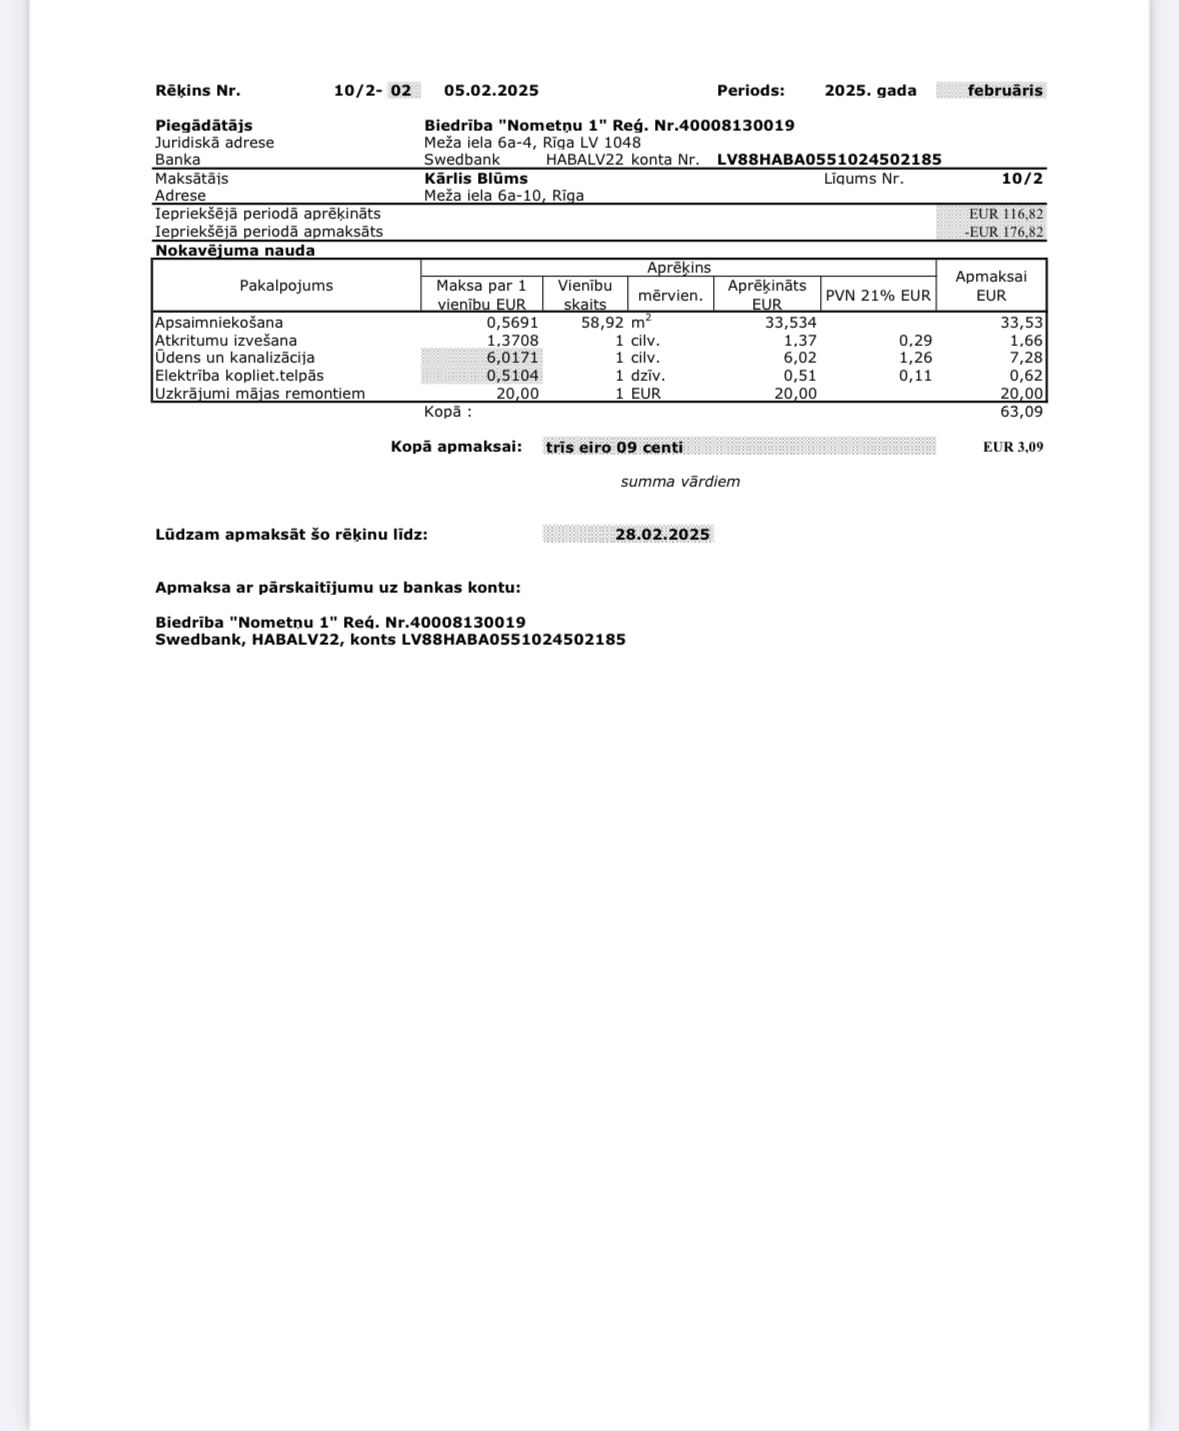 Rēķins Nr. 10/2- 02 05.02.2025 Periods: 2025. gada februāris
Piegādātājs Biedrība "Nometņu 1" Reģ. Nr.40008130019
Juridiskā adrese Meža iela 6a-4, Rīga LV 1048
Banka Swedbank HABALV22 konta Nr. LV88HABA0551024502185
Maksātājs Kārlis Blūms Līgums Nr. 10/2
Adrese Meža iela 6a-10, Rīga
Iepriekšējā periodā aprēķināts EUR 116,82
Iepriekšējā periodā apmaksāts -EUR 176,82
Nokavējuma nauda
Aprēķins
Pakalpojums Maksa par 1 vienību EUR Vienību skaits mērvien. Aprēķināts EUR PVN 21% EUR Apmaksai EUR
Apsaimniekošana 0,5691 58,92 m² 33,534 33,53
Atkritumu izvešana 1,3708 1 cilv. 1,37 0,29 1,66
Ūdens un kanalizācija 6,0171 1 cilv. 6,02 1,26 7,28
Elektrība kopliet.telpās 0,5104 1 dzīv. 0,51 0,11 0,62
Uzkrājumi mājas remontiem 20,00 1 EUR 20,00 20,00
Kopā : 63,09
Kopā apmaksai: trīs eiro 09 centi EUR 3,09
summa vārdiem
Lūdzam apmaksāt šo rēķinu līdz: 28.02.2025
Apmaksa ar pārskaitījumu uz bankas kontu:
Biedrība "Nometņu 1" Reģ. Nr.40008130019
Swedbank, HABALV22, konts LV88HABA0551024502185